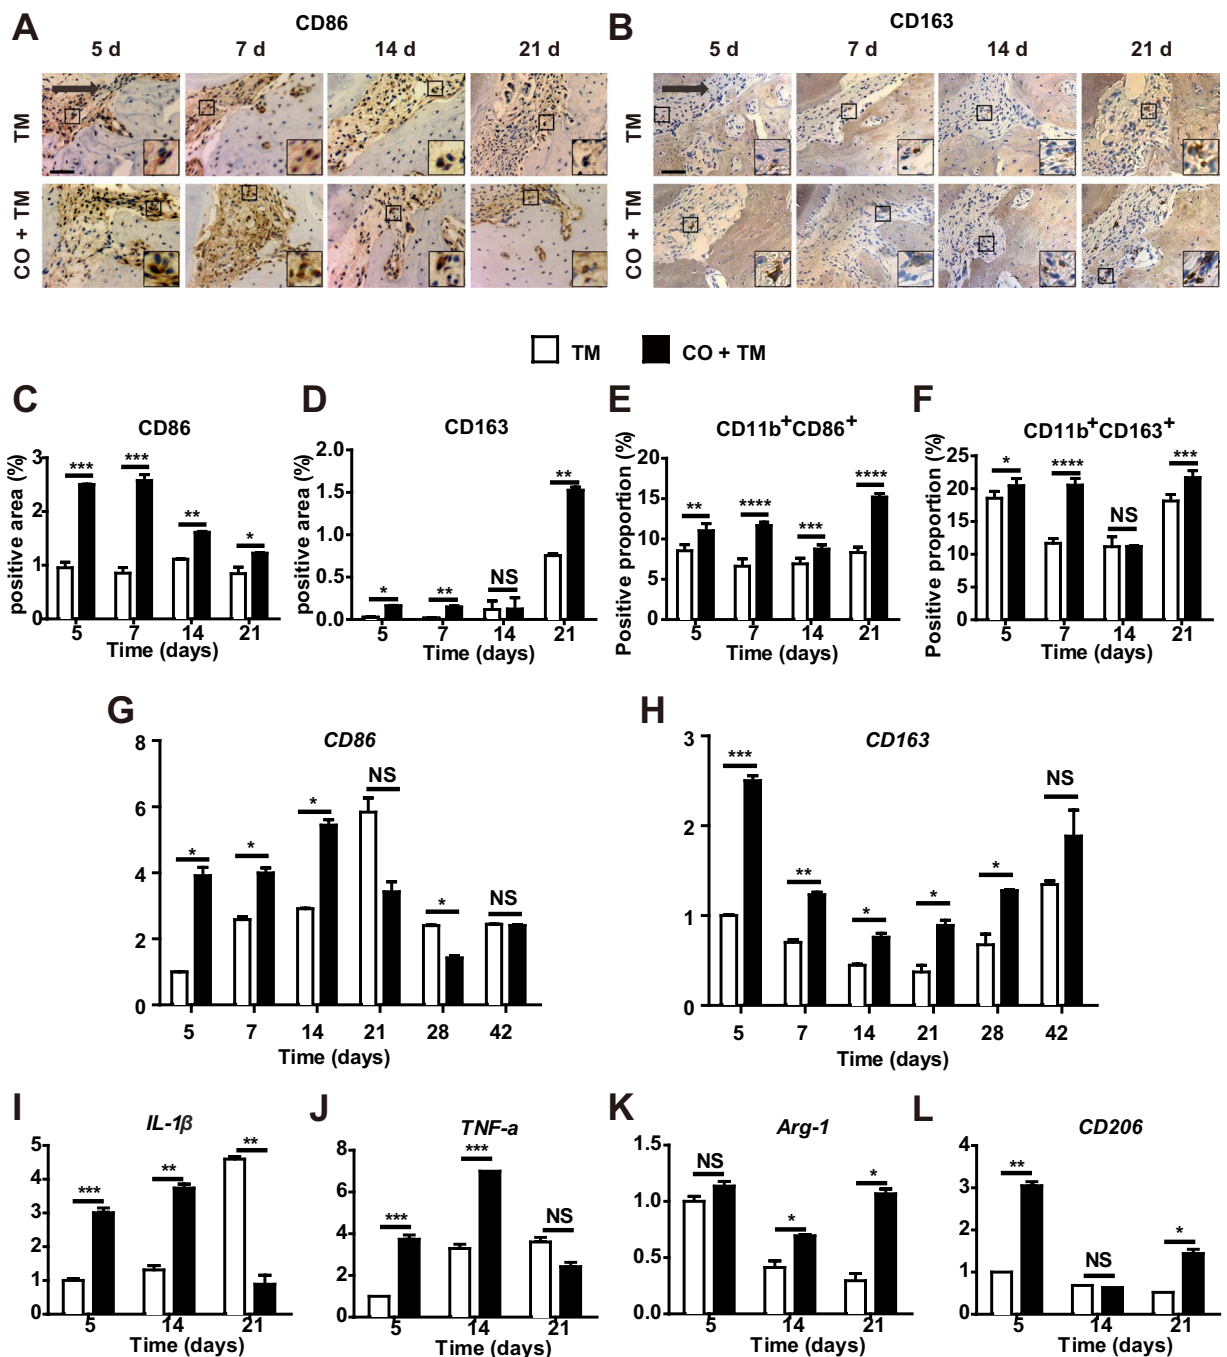 A CD86 B CD163
5 d 7 d 14 d 21 d 5 d 7 d 14 d 21 d
TM TM
CO + TM CO + TM
TM CO + TM
C D E F
CD86
positive area (%)
3
***
***
2
**
*
1
0
5 7 14 21
Time (days)
CD163
positive area (%)
2.0
**
1.5
1.0
0.5
* ** NS
0.0
5 7 14 21
Time (days)
CD11b+CD86+
Positive proportion (%)
20
****
15
** **** ***
10
5
0
5 7 14 21
Time (days)
CD11b+CD163+
Positive proportion (%)
25
* **** ***
20
15
NS
10
5
0
5 7 14 21
Time (days)
G
CD86
8
NS
6
*
* *
4
*
NS
2
0
5 7 14 21 28 42
Time (days)
H
CD163
3
***
NS
2
** * * *
1
0
5 7 14 21 28 42
Time (days)
I
IL-1β
5
**
4
**
***
3
2
1
0
5 14 21
Time (days)
J
TNF-a
8
***
6
*** NS
4
2
0
5 14 21
Time (days)
K
Arg-1
1.5
NS *
1.0
*
0.5
0.0
5 14 21
Time (days)
L
CD206
4
**
3
2
*
NS
1
0
5 14 21
Time (days)